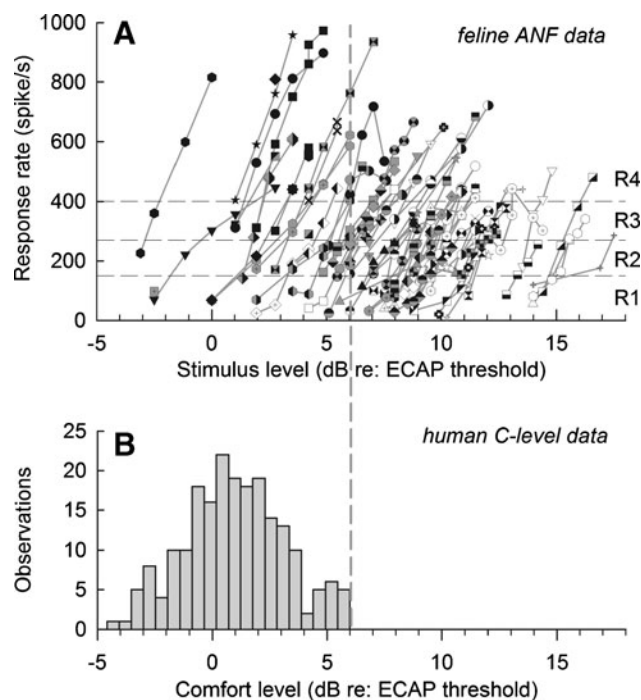 A
feline ANF data
Response rate (spike/s)
1000
800
600
400
200
0
R4
R3
R2
R1
-5 0 5 10 15
Stimulus level (dB re: ECAP threshold)
B
human C-level data
Observations
25
20
15
10
5
0
-5 0 5 10 15
Comfort level (dB re: ECAP threshold)